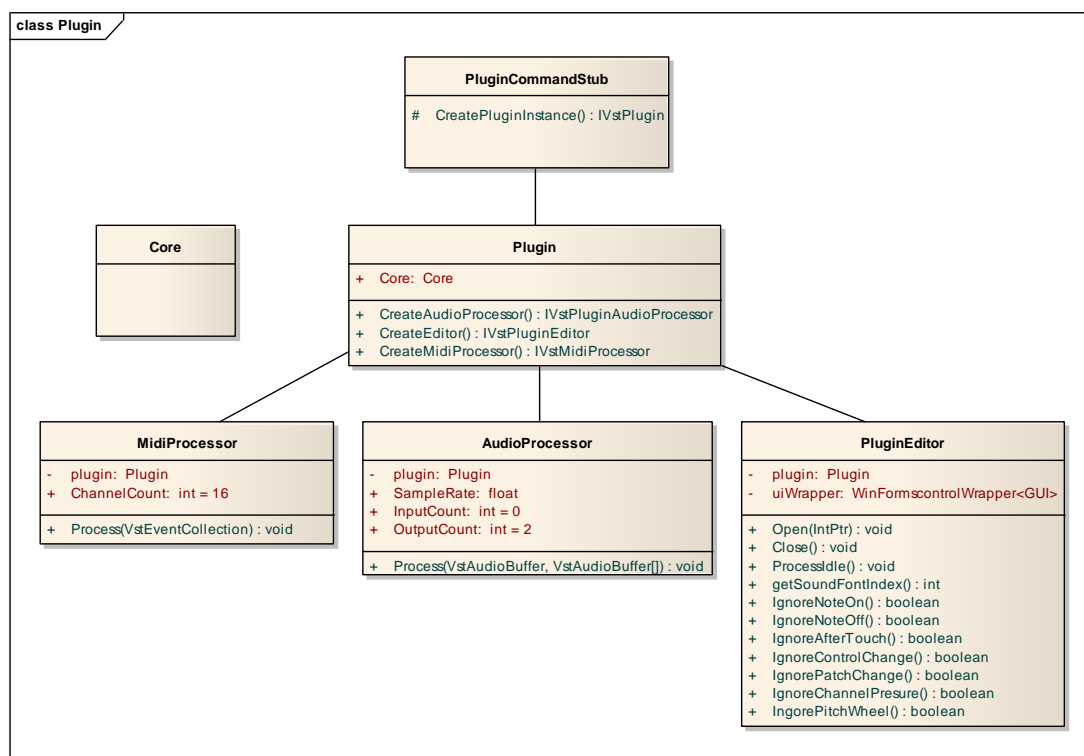 class Plugin
PluginCommandStub
# CreatePluginInstance() : IVstPlugin
Core
Plugin
+ Core: Core
+ CreateAudioProcessor() : IVstPluginAudioProcessor
+ CreateEditor() : IVstPluginEditor
+ CreateMidiProcessor() : IVstMidiProcessor
MidiProcessor
- plugin: Plugin
+ ChannelCount: int = 16
+ Process(VstEventCollection) : void
AudioProcessor
- plugin: Plugin
+ SampleRate: float
+ InputCount: int = 0
+ OutputCount: int = 2
+ Process(VstAudioBuffer, VstAudioBuffer[]) : void
PluginEditor
- plugin: Plugin
- uiWrapper: WinFormscontrolWrapper<GUI>
+ Open(IntPtr) : void
+ Close() : void
+ ProcessIdle() : void
+ getSoundFontIndex() : int
+ IgnoreNoteOn() : boolean
+ IgnoreNoteOff() : boolean
+ IgnoreAfterTouch() : boolean
+ IgnoreControlChange() : boolean
+ IgnorePatchChange() : boolean
+ IgnoreChannelPresure() : boolean
+ IngorePitchWheel() : boolean